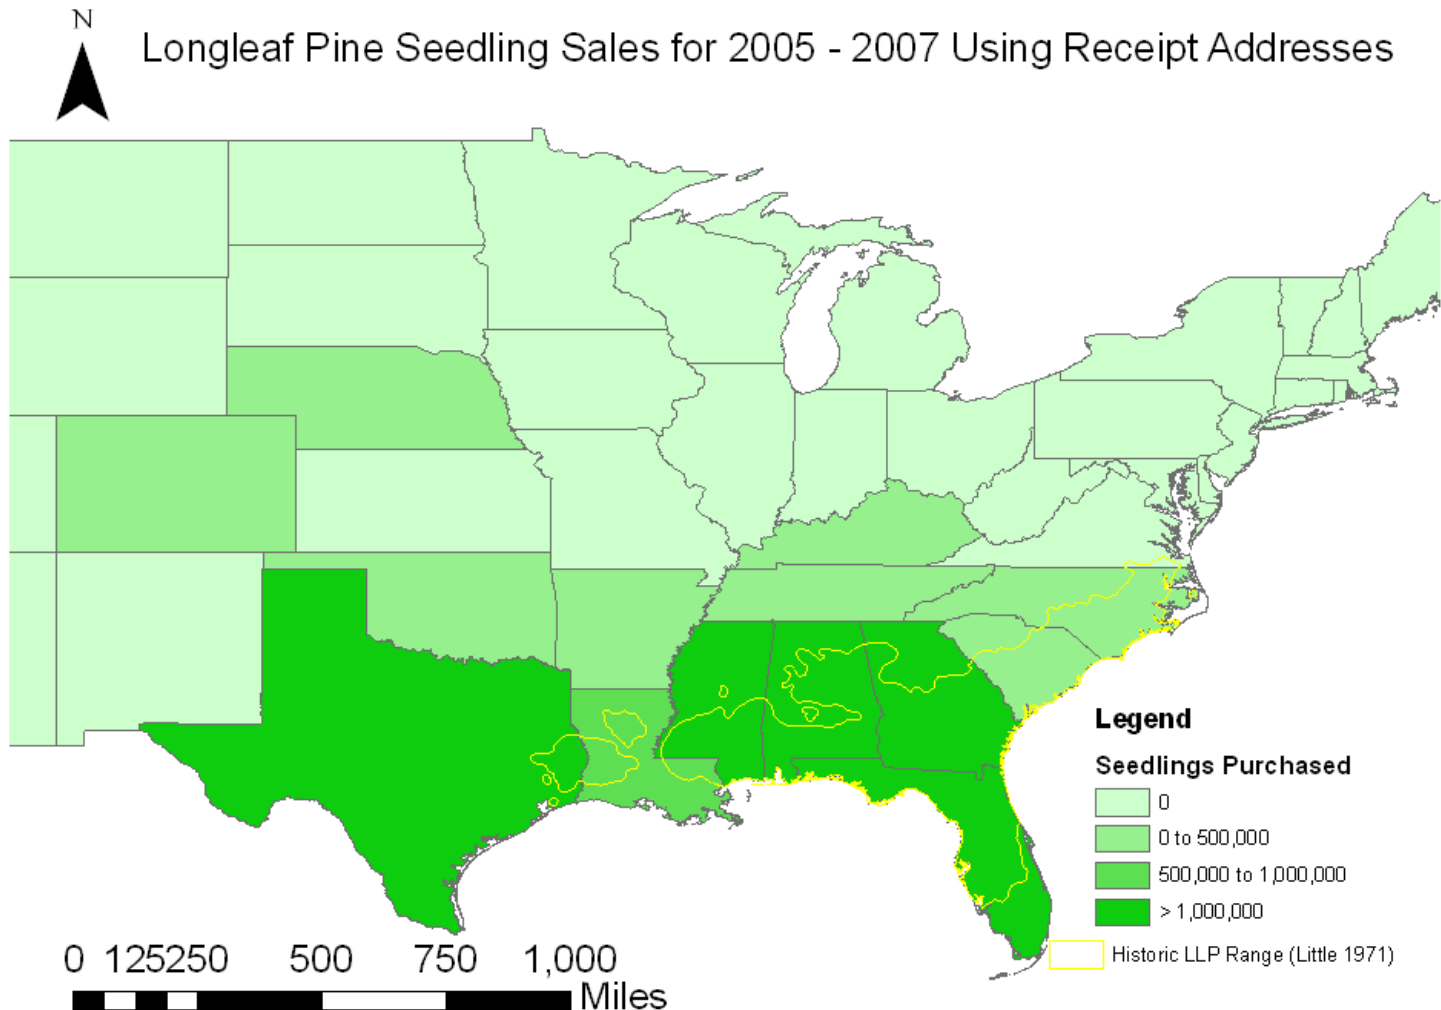 N
Longleaf Pine Seedling Sales for 2005 - 2007 Using Receipt Addresses
Legend
Seedlings Purchased
0
0 to 500,000
500,000 to 1,000,000
> 1,000,000
Historic LLP Range (Little 1971)
0 125250 500 750 1,000
Miles